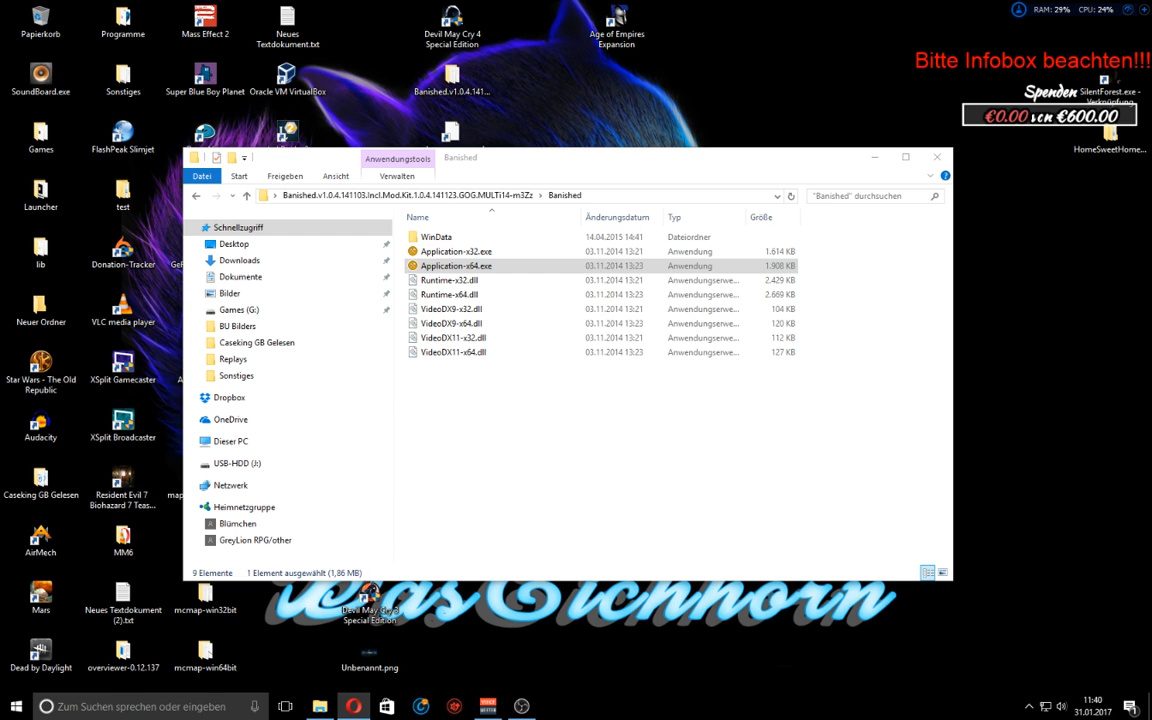 Papierkorb
Programme
Mass Effect 2
Neues
Textdokument.txt
Devil May Cry 4
Special Edition
Age of Empires
Expansion
RAM: 29%
CPU: 24%
Bitte Infobox beachten!!!
SoundBoard.exe
Sonstiges
Super Blue Boy Planet
Oracle VM VirtualBox
Banished.v1.0.4.141...
Spenden
SilentForest.exe -
Verknüpfung
€0.00 von €600.00
Games
FlashPeak Slimjet
HomeSweetHome...
Launcher
test
lib
Donation-Tracker
Neuer Ordner
VLC media player
Star Wars - The Old
Republic
XSplit Gamecaster
Audacity
XSplit Broadcaster
Caseking GB Gelesen
Resident Evil 7
Biohazard 7 Teas...
AirMech
MM6
Mars
Neues Textdokument
(2).txt
mcmap-win32bit
Devil May Cry 3
Special Edition
Dead by Daylight
overviewer-0.12.137
mcmap-win64bit
Unbenannt.png
DasEichhorn
Anwendungstools
Banished
Datei
Start
Freigeben
Ansicht
Verwalten
Banished.v1.0.4.141103.Incl.Mod.Kit.1.0.4.141123.GOG.MULTi14-m3Zz > Banished
"Banished" durchsuchen
Schnellzugriff
Desktop
Downloads
Dokumente
Bilder
Games (G:)
BU Bilders
Caseking GB Gelesen
Replays
Sonstiges
Dropbox
OneDrive
Dieser PC
USB-HDD (J:)
Netzwerk
Heimnetzgruppe
Blümchen
GreyLion RPG/other
Name Änderungsdatum Typ Größe
WinData 14.04.2015 14:41 Dateiordner
Application-x32.exe 03.11.2014 13:21 Anwendung 1.614 KB
Application-x64.exe 03.11.2014 13:23 Anwendung 1.908 KB
Runtime-x32.dll 03.11.2014 13:21 Anwendungserwe... 2.429 KB
Runtime-x64.dll 03.11.2014 13:23 Anwendungserwe... 2.669 KB
VideoDX9-x32.dll 03.11.2014 13:21 Anwendungserwe... 104 KB
VideoDX9-x64.dll 03.11.2014 13:23 Anwendungserwe... 120 KB
VideoDX11-x32.dll 03.11.2014 13:21 Anwendungserwe... 112 KB
VideoDX11-x64.dll 03.11.2014 13:23 Anwendungserwe... 127 KB
9 Elemente
1 Element ausgewählt (1,86 MB)
Zum Suchen sprechen oder eingeben
11:40
31.01.2017